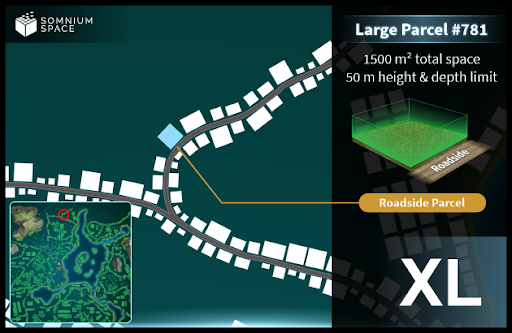 SOMNIUM
SPACE
Large Parcel #781
1500 m² total space
50 m height & depth limit
Roadside
Roadside Parcel
XL